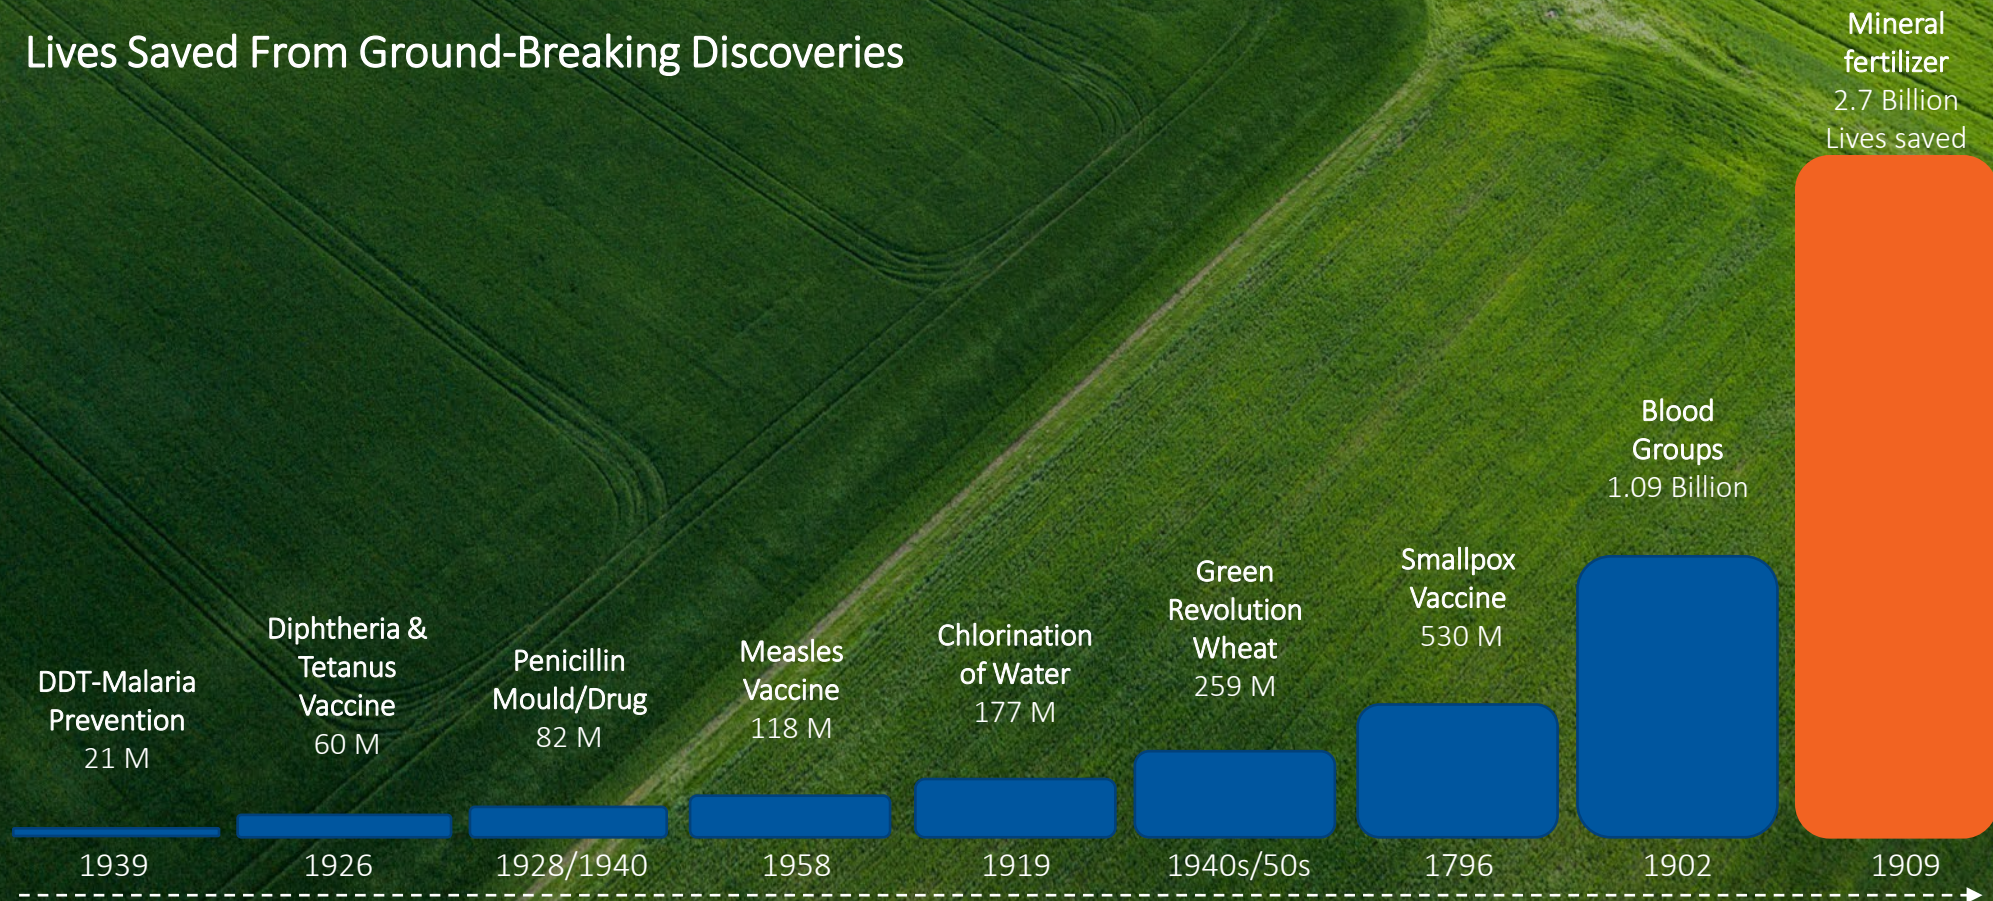 Lives Saved From Ground-Breaking Discoveries
DDT-Malaria
Prevention
21 M
Diphtheria &
Tetanus
Vaccine
60 M
Penicillin
Mould/Drug
82 M
Measles
Vaccine
118 M
Chlorination
of Water
177 M
Green
Revolution
Wheat
259 M
Smallpox
Vaccine
530 M
Blood
Groups
1.09 Billion
Mineral
fertilizer
2.7 Billion
Lives saved
1939
1926
1928/1940
1958
1919
1940s/50s
1796
1902
1909